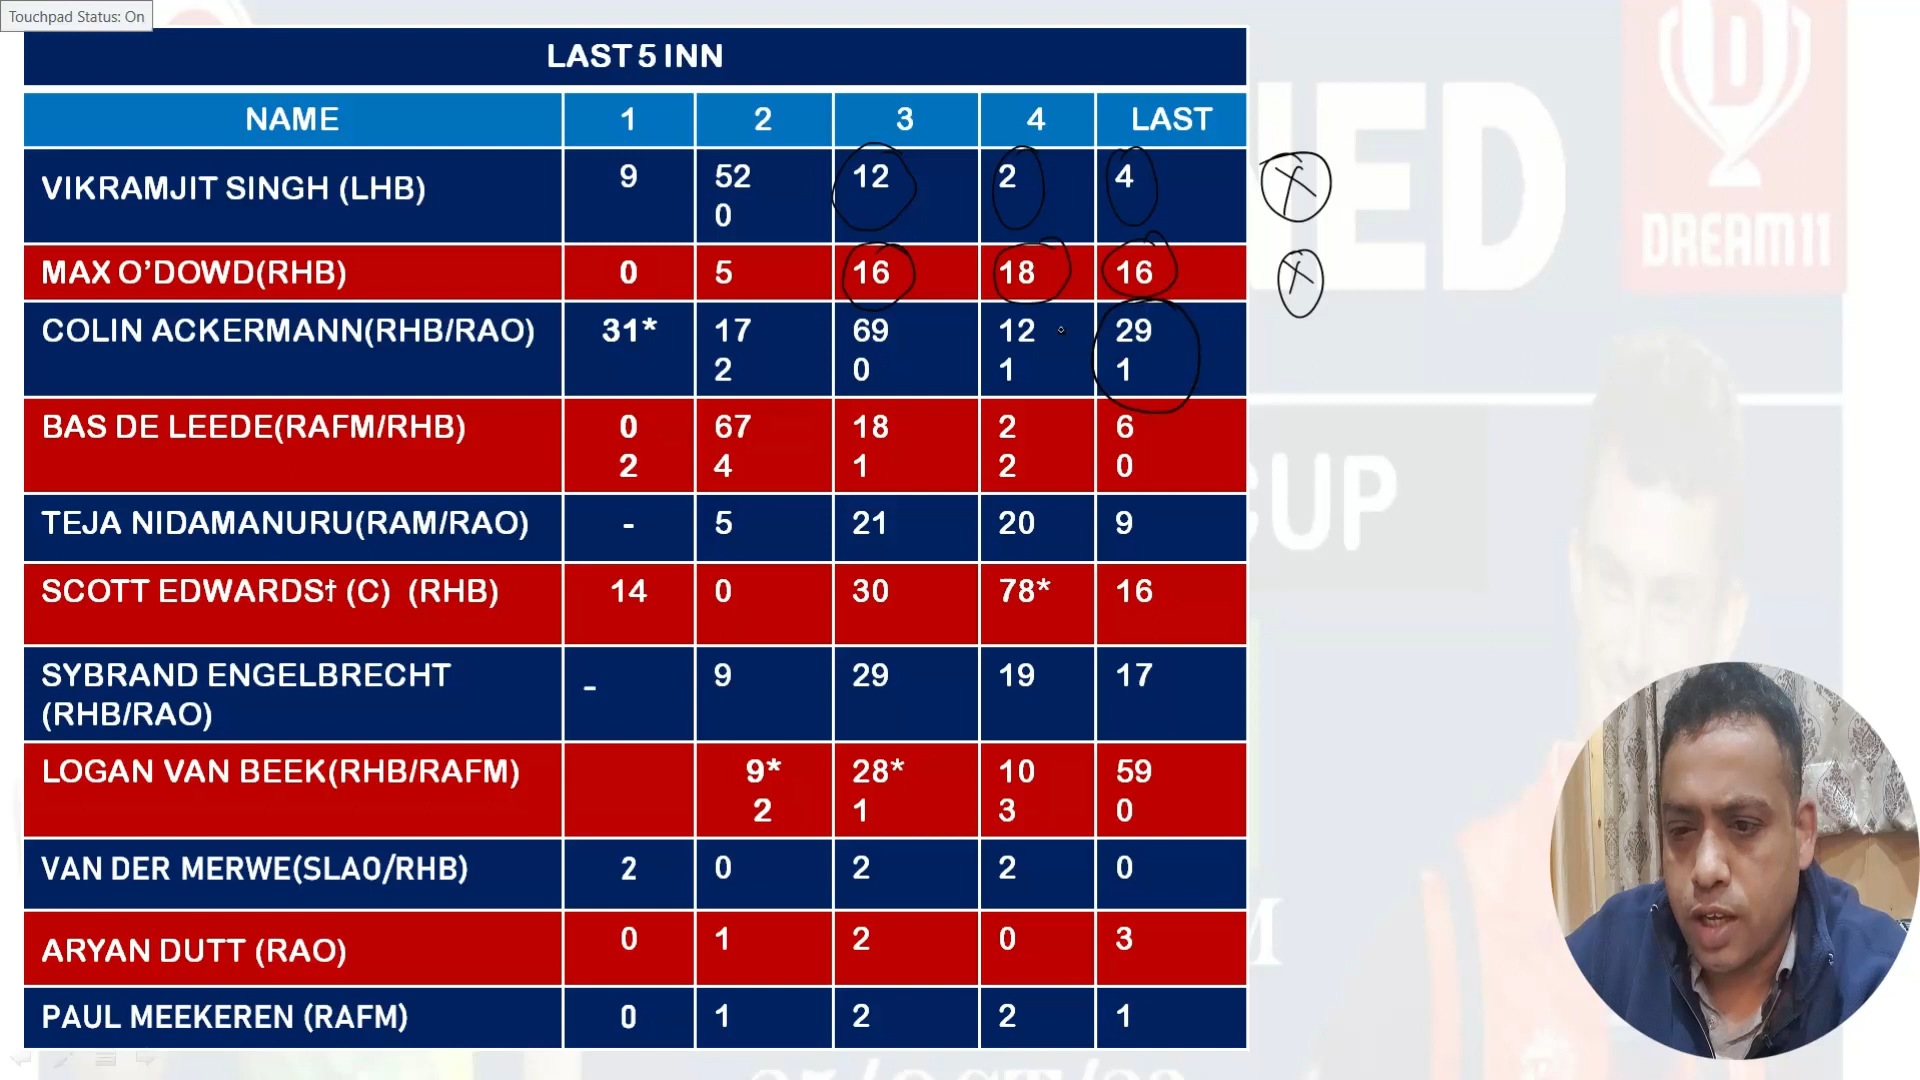 Touchpad Status: On
LAST 5 INN
NAME 1 2 3 4 LAST
VIKRAMJIT SINGH (LHB) 9 52 12 2 4
0
MAX O’DOWD(RHB) 0 5 16 18 16
COLIN ACKERMANN(RHB/RAO) 31* 17 69 12 29
2 0 1 1
BAS DE LEEDE(RAFM/RHB) 0 67 18 2 6
2 4 1 2 0
TEJA NIDAMANURU(RAM/RAO) - 5 21 20 9
SCOTT EDWARDS† (C) (RHB) 14 0 30 78* 16
SYBRAND ENGELBRECHT - 9 29 19 17
(RHB/RAO)
LOGAN VAN BEEK(RHB/RAFM) 9* 28* 10 59
2 1 3 0
VAN DER MERWE(SLAO/RHB) 2 0 2 2 0
ARYAN DUTT (RAO) 0 1 2 0 3
PAUL MEEKEREN (RAFM) 0 1 2 2 1
NED
DREAM11
CUP
M